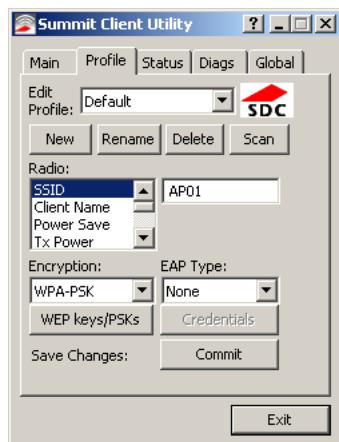 Summit Client Utility
Main Profile Status Diags Global
Edit Profile: Default
SDC
New Rename Delete Scan
Radio:
SSID AP01
Client Name
Power Save
Tx Power
Encryption: EAP Type:
WPA-PSK None
WEP keys/PSKs Credentials
Save Changes: Commit
Exit